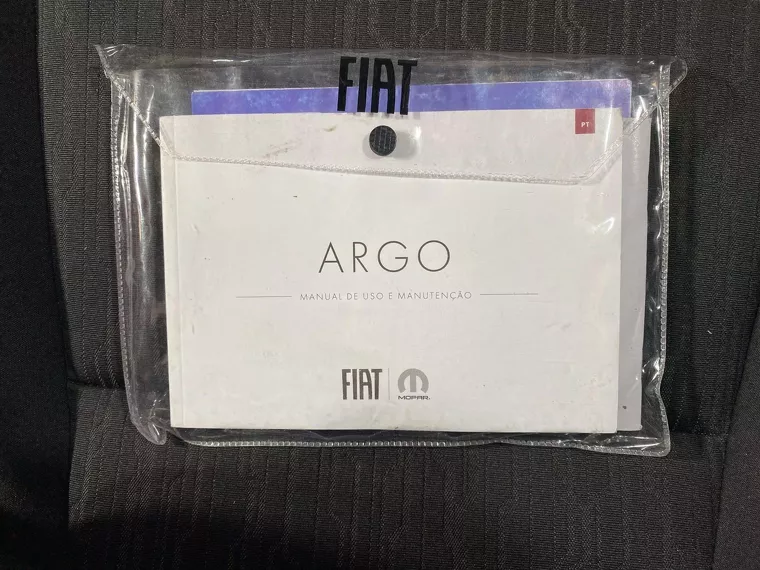 FIAT
PT
ARGO
MANUAL DE USO E MANUTENÇÃO
FIAT
MOPAR.